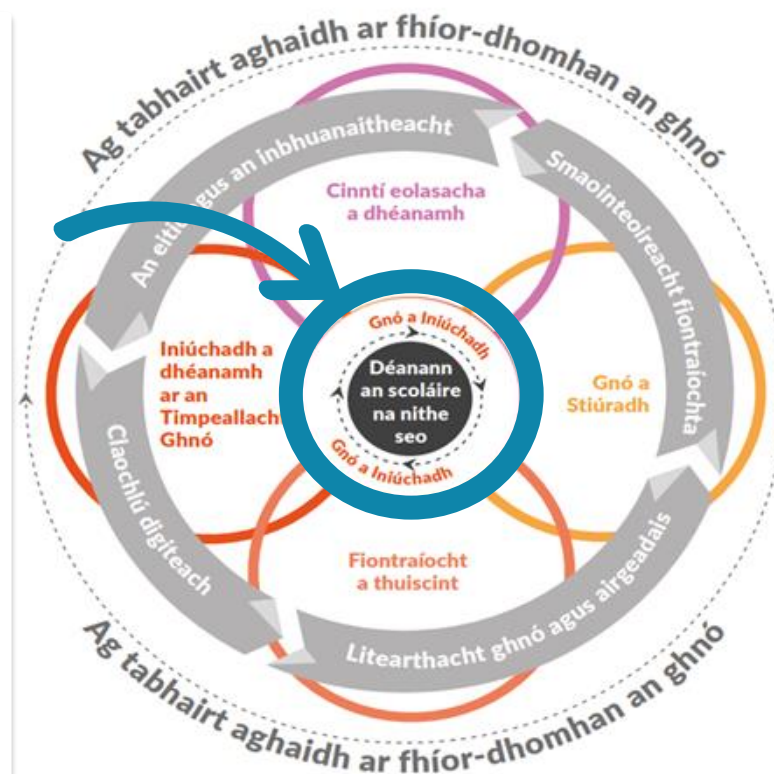 Ag tabhairt aghaidh ar fhíor-dhomhan an ghnó
An eitic agus an inbhuanaitheacht
Smaointeoireacht fiontraíochta
Cinntí eolasacha
a dhéanamh
Iniúchadh a
dhéanamh
ar an
Timpeallacht
Ghnó
Gnó a Iniúchadh
Déanann
an scoláire
na nithe
seo
Gnó a Iniúchadh
Gnó a
Stiúradh
Claochlú digiteach
Fiontraíocht
a thuiscint
Litearthacht ghnó agus airgeadais
Ag tabhairt aghaidh ar fhíor-dhomhan an ghnó